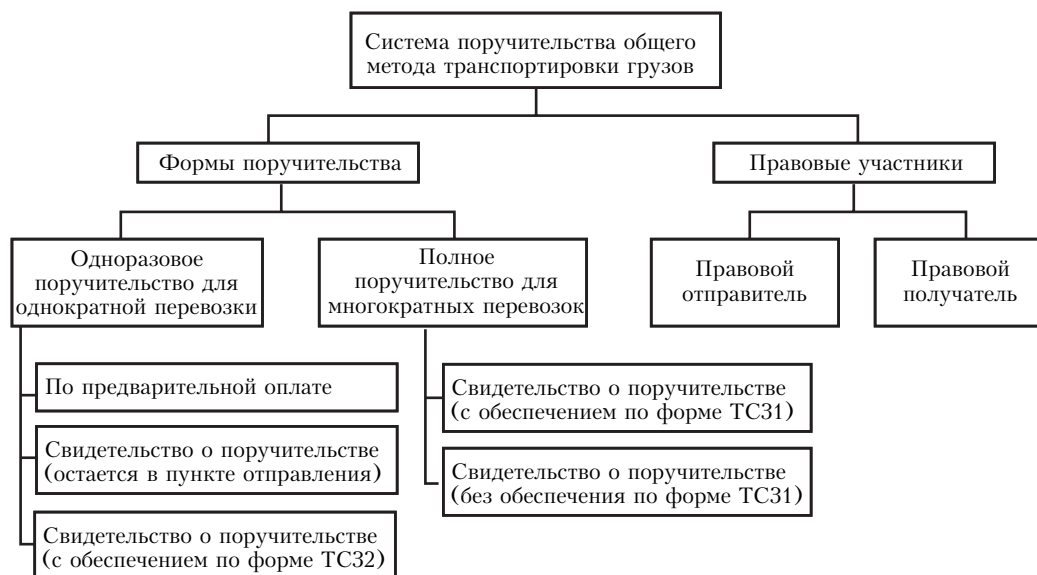 Система поручительства общего
метода транспортировки грузов
Формы поручительства
Правовые участники
Одноразовое
поручительство для
однократной перевозки
Полное
поручительство для
многократных перевозок
Правовой
отправитель
Правовой
получатель
По предварительной оплате
Свидетельство о поручительстве
(остается в пункте отправления)
Свидетельство о поручительстве
(с обеспечением по форме ТС32)
Свидетельство о поручительстве
(с обеспечением по форме ТС31)
Свидетельство о поручительстве
(без обеспечения по форме ТС31)